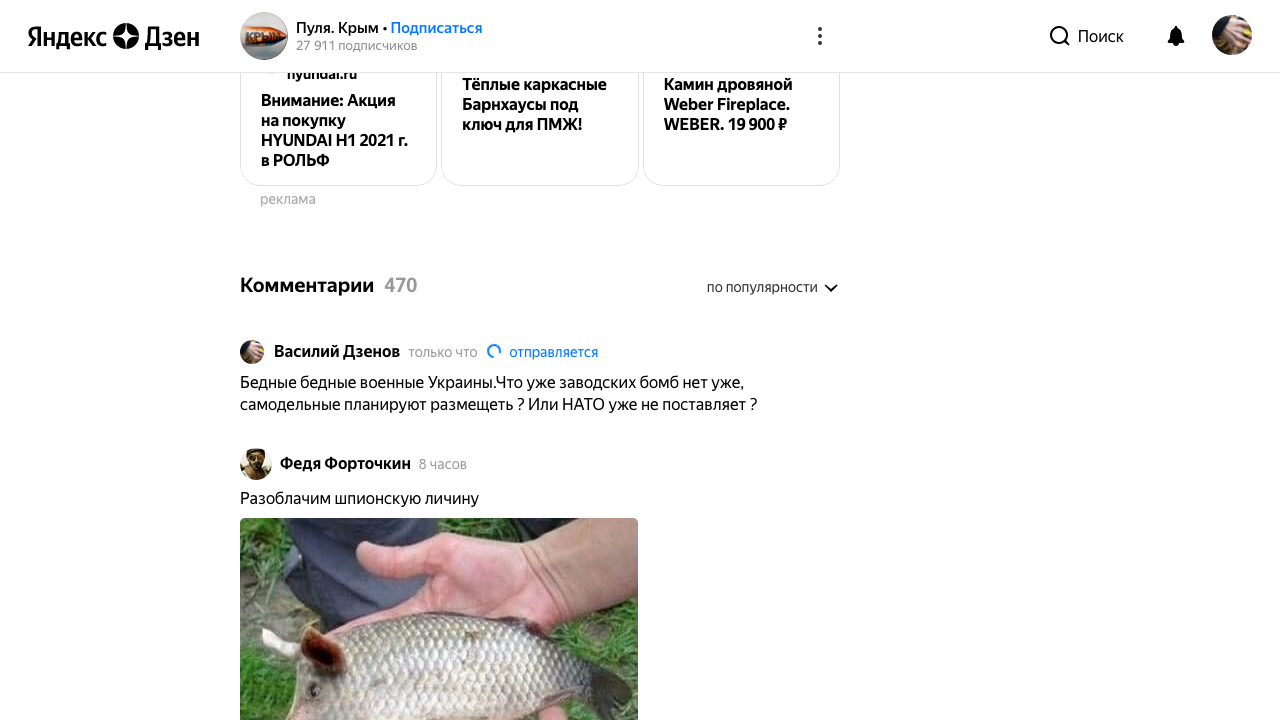 Яндекс Дзен
КРЫМ
Пуля. Крым • Подписаться
27 911 подписчиков
Поиск
hyundai.ru
Внимание: Акция
на покупку
HYUNDAI H1 2021 г.
в РОЛЬФ
Тёплые каркасные
Барнхаусы под
ключ для ПМЖ!
Камин дровяной
Weber Fireplace.
WEBER. 19 900 ₽
реклама
Комментарии 470
по популярности
Василий Дзенов только что отправляется
Бедные бедные военные Украины.Что уже заводских бомб нет уже,
самодельные планируют размещеть ? Или НАТО уже не поставляет ?
Федя Форточкин 8 часов
Разоблачим шпионскую личину